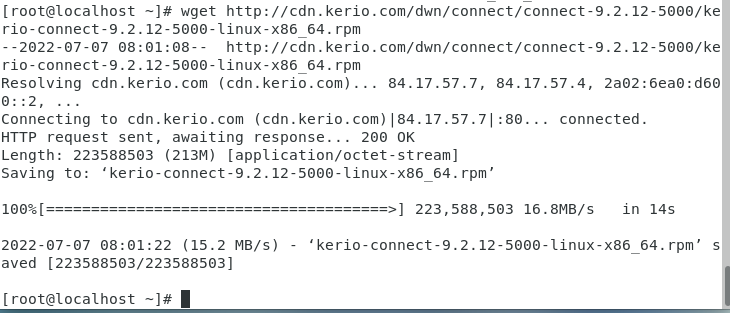 [root@localhost ~]# wget http://cdn.kerio.com/dwn/connect/connect-9.2.12-5000/ke
rio-connect-9.2.12-5000-linux-x86_64.rpm
--2022-07-07 08:01:08--  http://cdn.kerio.com/dwn/connect/connect-9.2.12-5000/ke
rio-connect-9.2.12-5000-linux-x86_64.rpm
Resolving cdn.kerio.com (cdn.kerio.com)... 84.17.57.7, 84.17.57.4, 2a02:6ea0:d60
0::2, ...
Connecting to cdn.kerio.com (cdn.kerio.com)|84.17.57.7|:80... connected.
HTTP request sent, awaiting response... 200 OK
Length: 223588503 (213M) [application/octet-stream]
Saving to: ‘kerio-connect-9.2.12-5000-linux-x86_64.rpm’
100%[======================================>] 223,588,503 16.8MB/s   in 14s
2022-07-07 08:01:22 (15.2 MB/s) - ‘kerio-connect-9.2.12-5000-linux-x86_64.rpm’ s
aved [223588503/223588503]
[root@localhost ~]#